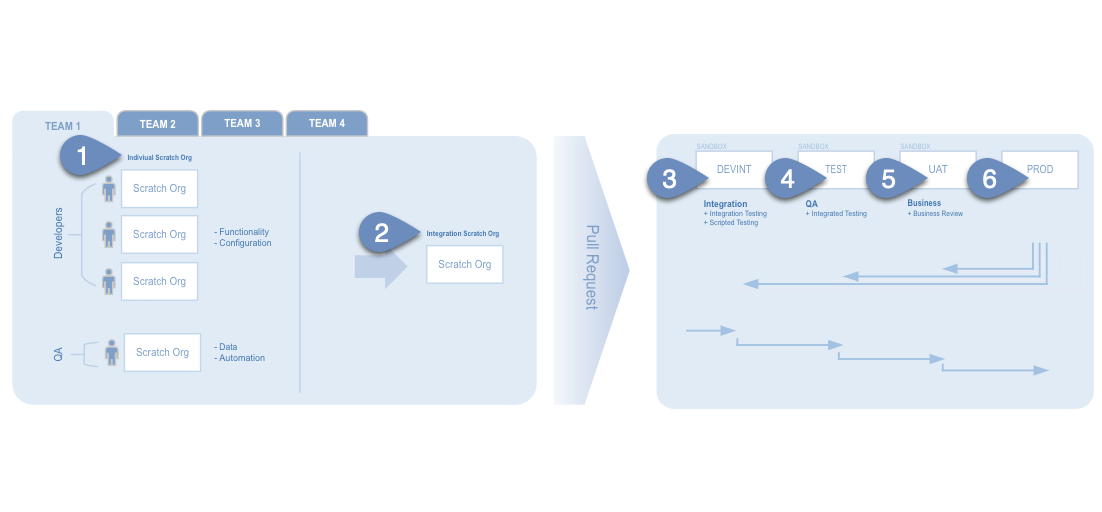 TEAM 1
TEAM 2
TEAM 3
TEAM 4
1
Indiviual Scratch Org
Developers
Scratch Org
Scratch Org
Scratch Org
- Functionality
- Configuration
QA
Scratch Org
- Data
- Automation
2
Integration Scratch Org
Scratch Org
Pull Request
SANDBOX
SANDBOX
SANDBOX
3
DEVINT
4
TEST
5
UAT
6
PROD
Integration
+ Integration Testing
+ Scripted Testing
QA
+ Integrated Testing
Business
+ Business Review